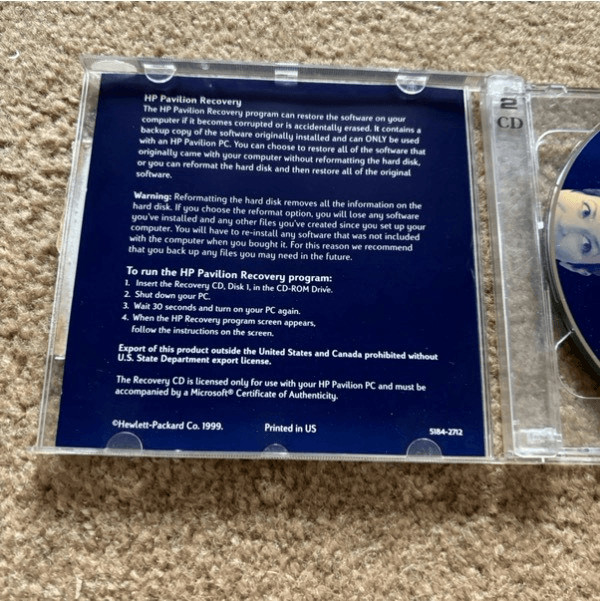 HP Pavilion Recovery
The HP Pavilion Recovery program can restore the software on your
computer if it becomes corrupted or is accidentally erased. It contains a
backup copy of the software originally installed and can ONLY be used
with an HP Pavilion PC. You can choose to restore all of the software that
originally came with your computer without reformatting the hard disk,
or you can reformat the hard disk and then restore all of the original
software.
Warning: Reformatting the hard disk removes all the information on the
hard disk. If you choose the reformat option, you will lose any software
you've installed and any other files you've created since you set up your
computer. You will have to re-install any software that was not included
with the computer when you bought it. For this reason we recommend
that you back up any files you may need in the future.
To run the HP Pavilion Recovery program:
1. Insert the Recovery CD, Disk 1, in the CD-ROM Drive.
2. Shut down your PC.
3. Wait 30 seconds and turn on your PC again.
4. When the HP Recovery program screen appears,
follow the instructions on the screen.
Export of this product outside the United States and Canada prohibited without
U.S. State Department export license.
The Recovery CD is licensed only for use with your HP Pavilion PC and must be
accompanied by a Microsoft® Certificate of Authenticity.
©Hewlett-Packard Co. 1999. Printed in US 5184-2712
2
CD